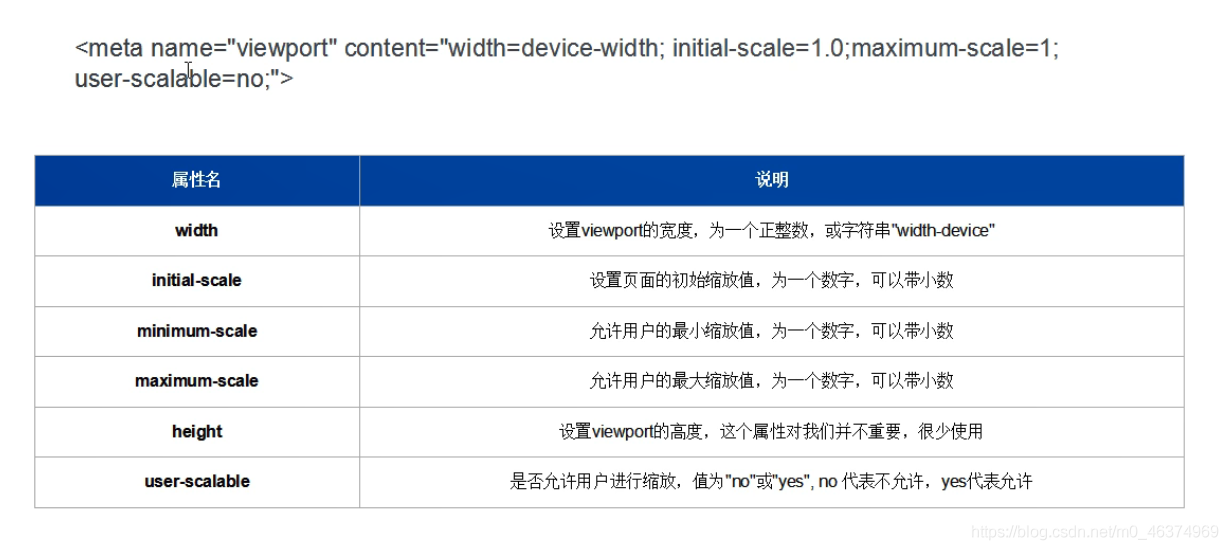 <meta name="viewport" content="width=device-width; initial-scale=1.0;maximum-scale=1;
user-scalable=no;">
属性名 说明
width 设置viewport的宽度，为一个正整数，或字符串"width-device"
initial-scale 设置页面的初始缩放值，为一个数字，可以带小数
minimum-scale 允许用户的最小缩放值，为一个数字，可以带小数
maximum-scale 允许用户的最大缩放值，为一个数字，可以带小数
height 设置viewport的高度，这个属性对我们并不重要，很少使用
user-scalable 是否允许用户进行缩放，值为"no"或"yes", no 代表不允许，yes代表允许
https://blog.csdn.net/m0_46374969